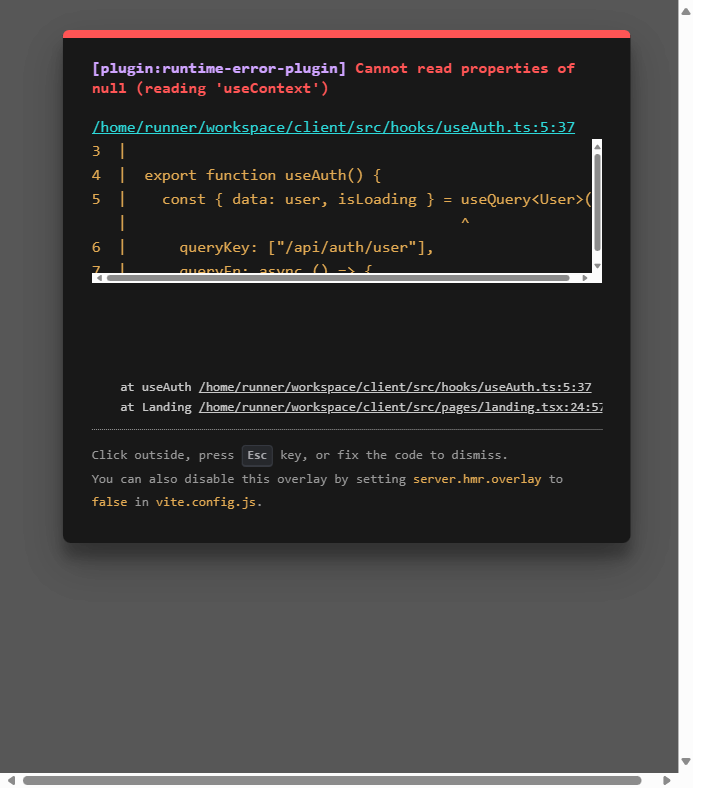 [plugin:runtime-error-plugin] Cannot read properties of
null (reading 'useContext')
/home/runner/workspace/client/src/hooks/useAuth.ts:5:37
3  |
4  |  export function useAuth() {
5  |    const { data: user, isLoading } = useQuery<User>(
|                                      ^
6  |      queryKey: ["/api/auth/user"],
7  |      queryFn: async () => {
at useAuth /home/runner/workspace/client/src/hooks/useAuth.ts:5:37
at Landing /home/runner/workspace/client/src/pages/landing.tsx:24:57
Click outside, press Esc key, or fix the code to dismiss.
You can also disable this overlay by setting server.hmr.overlay to
false in vite.config.js.